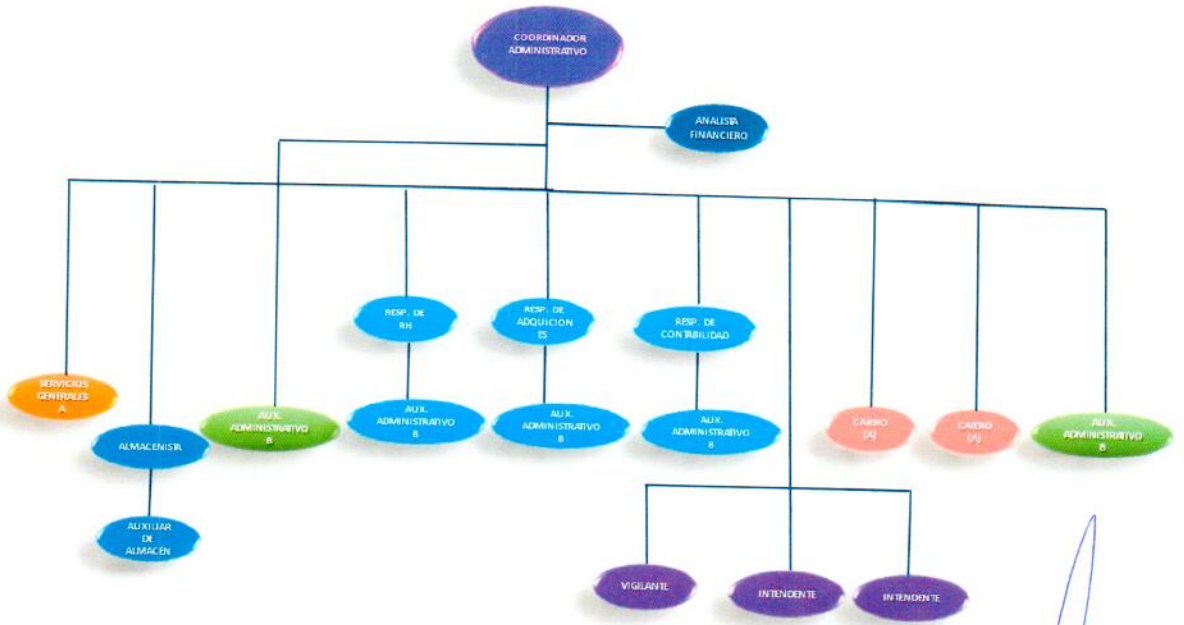 COORDINADOR
ADMINISTRATIVO
ANALISTA
FINANCIERO
RESP. DE
RH
RESP. DE
ADQUICION
ES
RESP. DE
CONTABILIDAD
SERVICIOS
GENERALES
A
ALMACENISTA
AUX.
ADMINISTRATIVO
B
AUX.
ADMINISTRATIVO
B
AUX.
ADMINISTRATIVO
B
AUX.
ADMINISTRATIVO
B
CAJERO
(A)
CAJERO
(A)
AUX.
ADMINISTRATIVO
B
AUXILIAR
DE
ALMACEN
VIGILANTE
INTENDENTE
INTENDENTE